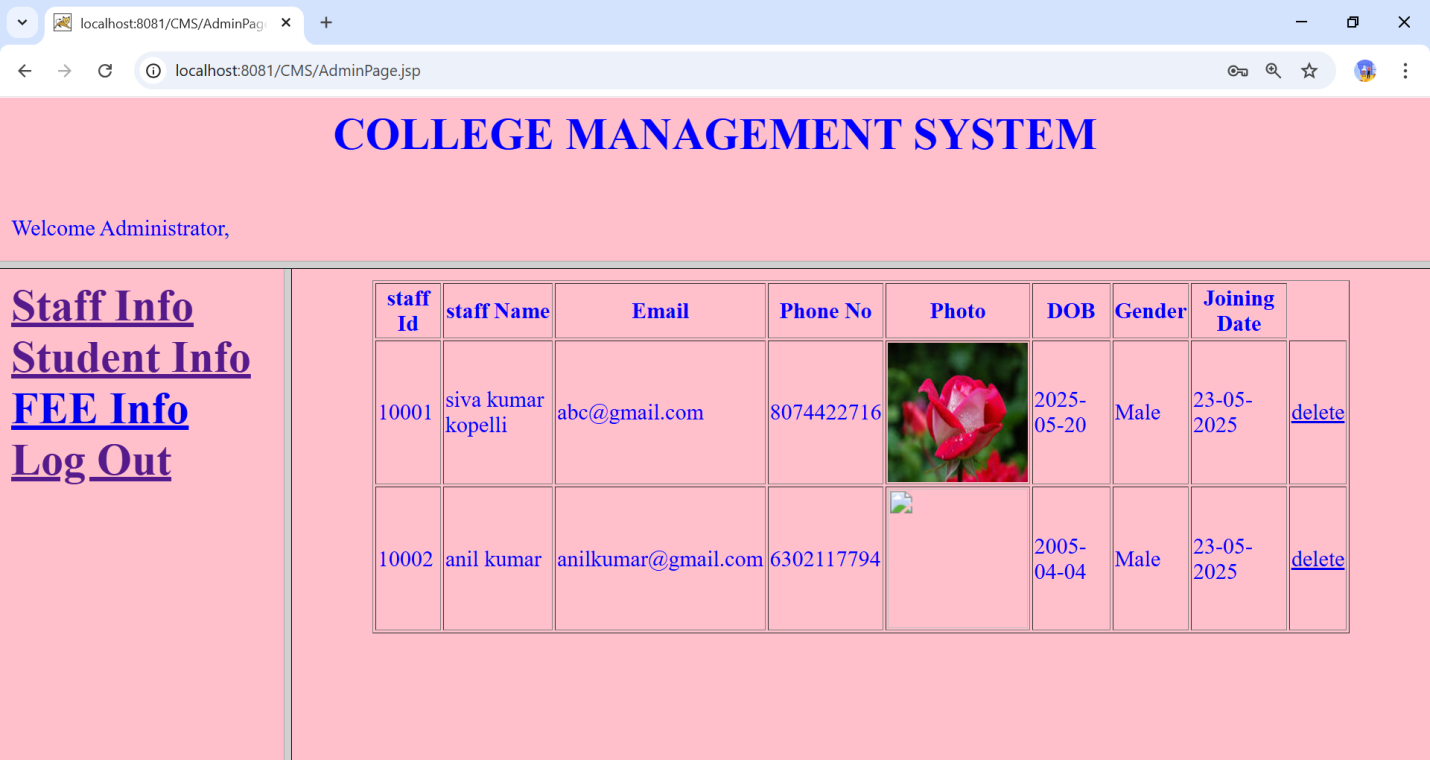 localhost:8081/CMS/AdminPag
localhost:8081/CMS/AdminPage.jsp
COLLEGE MANAGEMENT SYSTEM
Welcome Administrator,
Staff Info
Student Info
FEE Info
Log Out
staff Id staff Name Email Phone No Photo DOB Gender Joining Date
10001 siva kumar kopelli abc@gmail.com 8074422716 2025-05-20 Male 23-05-2025 delete
10002 anil kumar anilkumar@gmail.com 6302117794 2005-04-04 Male 23-05-2025 delete